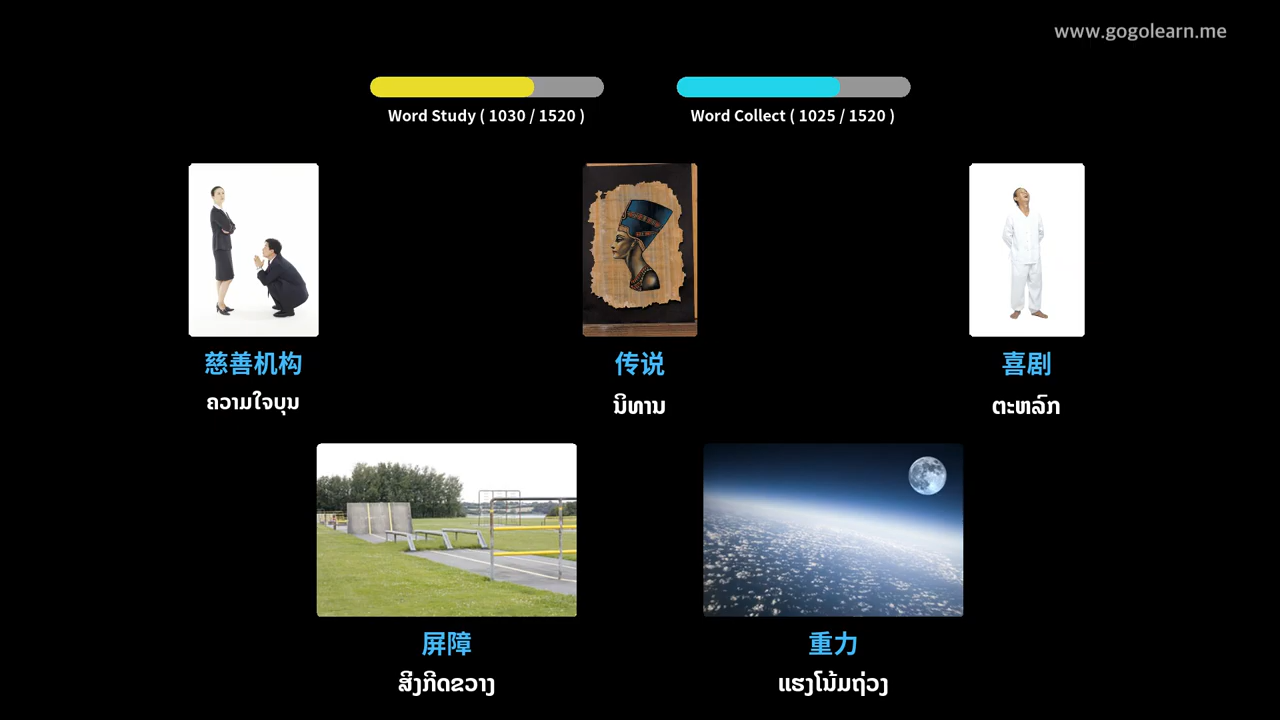 www.gogolearn.me
Word Study ( 1030 / 1520 )
Word Collect ( 1025 / 1520 )
慈善机构
ຄວາມໃຈບຸນ
传说
ນິທານ
喜剧
ຕະຫລົກ
屏障
ສິ່ງກີດຂວາງ
重力
ແຮງໂນ້ມຖ່ວງ